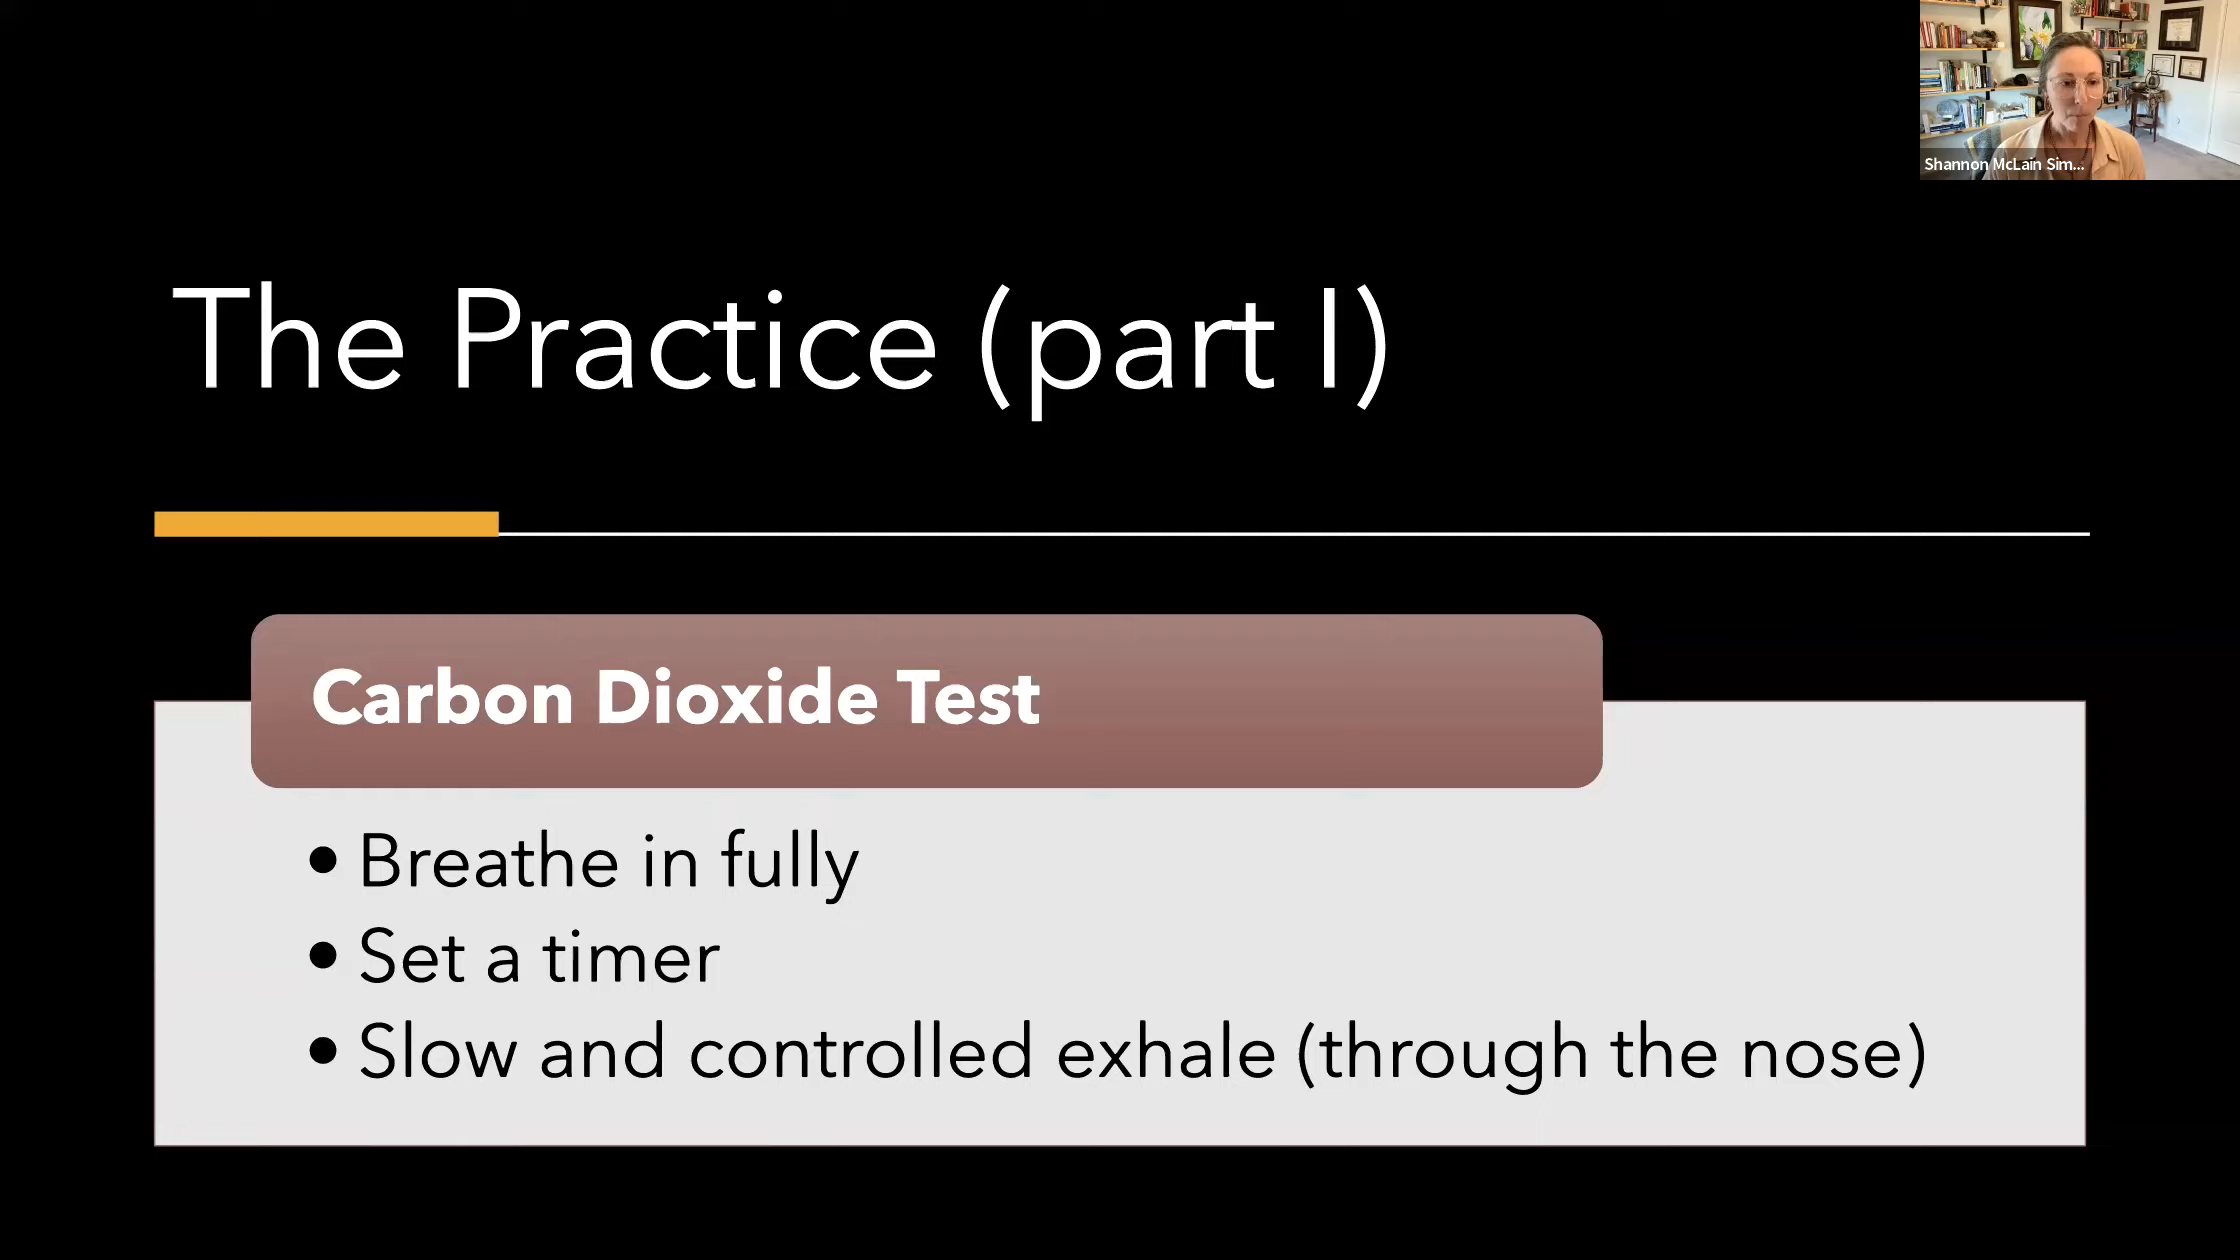 Shannon McLain Sim...
The Practice (part I)
Carbon Dioxide Test
• Breathe in fully
• Set a timer
• Slow and controlled exhale (through the nose)